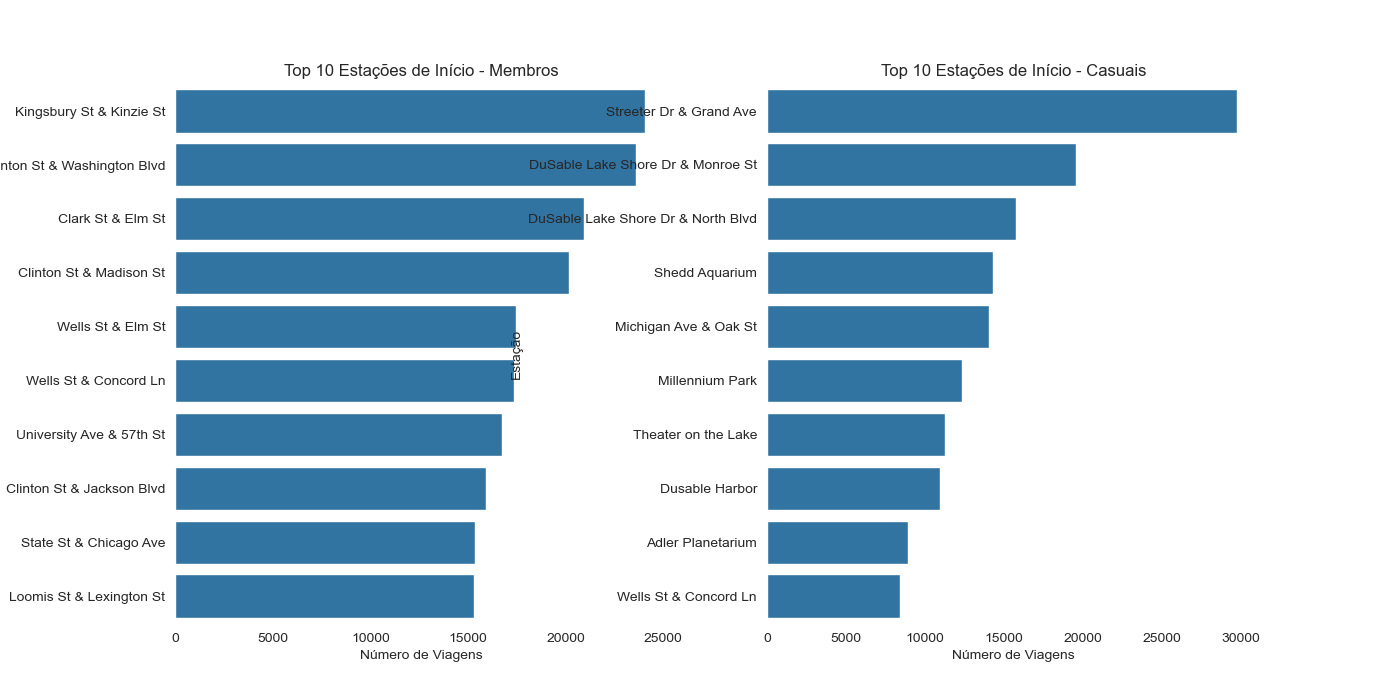 Top 10 Estações de Início - Membros
Kingsbury St & Kinzie St
nton St & Washington Blvd
Clark St & Elm St
Clinton St & Madison St
Wells St & Elm St
Wells St & Concord Ln
University Ave & 57th St
Clinton St & Jackson Blvd
State St & Chicago Ave
Loomis St & Lexington St
0 5000 10000 15000 20000 25000
Número de Viagens
Top 10 Estações de Início - Casuais
Estação
Streeter Dr & Grand Ave
DuSable Lake Shore Dr & Monroe St
DuSable Lake Shore Dr & North Blvd
Shedd Aquarium
Michigan Ave & Oak St
Millennium Park
Theater on the Lake
Dusable Harbor
Adler Planetarium
Wells St & Concord Ln
0 5000 10000 15000 20000 25000 30000
Número de Viagens